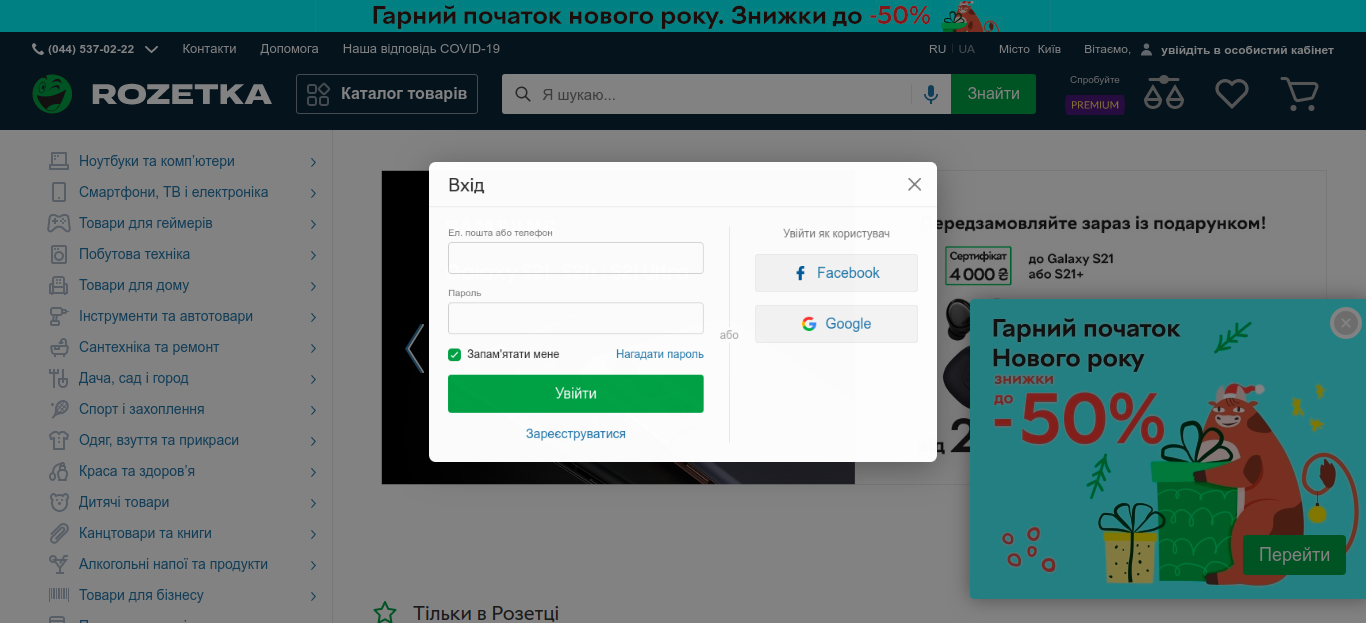 Гарний початок нового року. Знижки до -50%
(044) 537-02-22
Контакти
Допомога
Наша відповідь COVID-19
RU
UA
Місто Київ
Вітаємо, увійдіть в особистий кабінет
ROZETKA
Каталог товарів
Я шукаю...
Знайти
Спробуйте
PREMIUM
Ноутбуки та комп'ютери
Смартфони, ТВ і електроніка
Товари для геймерів
Побутова техніка
Товари для дому
Інструменти та автотовари
Сантехніка та ремонт
Дача, сад і город
Спорт і захоплення
Одяг, взуття та прикраси
Краса та здоров'я
Дитячі товари
Канцтовари та книги
Алкогольні напої та продукти
Товари для бізнесу
Вхід
Ел. пошта або телефон
Пароль
Запам'ятати мене
Нагадати пароль
Увійти
Зареєструватися
або
Увійти як користувач
Facebook
Google
зараз із подарунком!
Сертифікат
4 000 ₴
до Galaxy S21
або S21+
Гарний початок
Нового року
знижки
до
-50%
Перейти
Тільки в Розетці